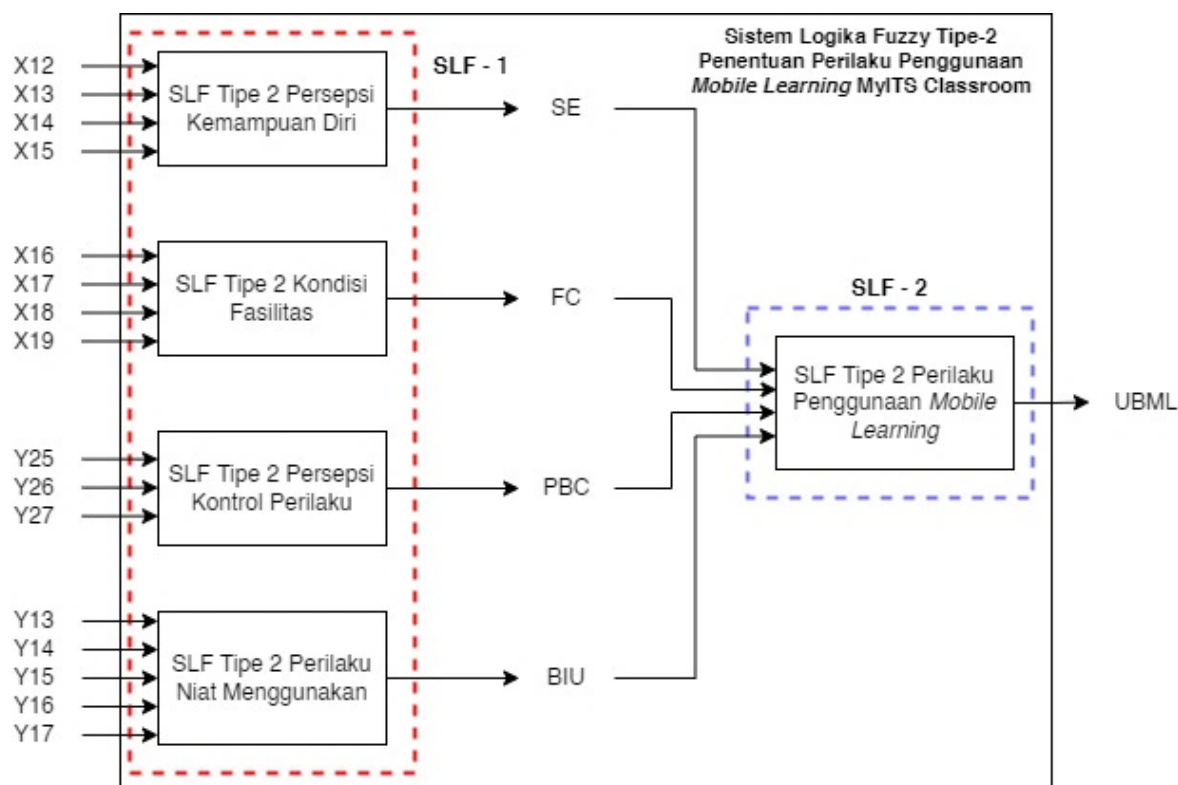 Sistem Logika Fuzzy Tipe-2
Penentuan Perilaku Penggunaan
Mobile Learning MyITS Classroom
SLF - 1
X12
X13
X14
X15
SLF Tipe 2 Persepsi
Kemampuan Diri
SE
X16
X17
X18
X19
SLF Tipe 2 Kondisi
Fasilitas
FC
Y25
Y26
Y27
SLF Tipe 2 Persepsi
Kontrol Perilaku
PBC
Y13
Y14
Y15
Y16
Y17
SLF Tipe 2 Perilaku
Niat Menggunakan
BIU
SLF - 2
SLF Tipe 2 Perilaku
Penggunaan Mobile
Learning
UBML